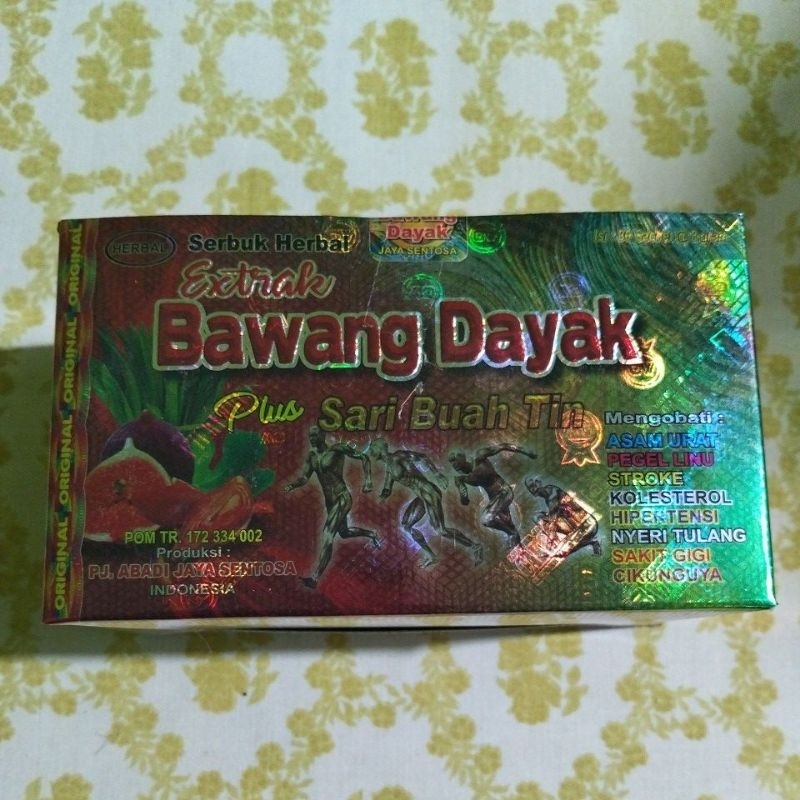 HERBAL
Serbuk Herbal
Bawang
Dayak
JAYA SENTOSA
Extrak
Bawang Dayak
Plus Sari Buah Tin
Mengobati :
ASAM URAT
PEGEL LINU
STROKE
KOLESTEROL
HIPERTENSI
NYERI TULANG
SAKIT GIGI
CIKUNGUYA
POM TR. 172 334 002
Produksi :
PJ. ABADI JAYA SENTOSA
INDONESIA
ORIGINAL ORIGINAL ORIGINAL ORIGINAL